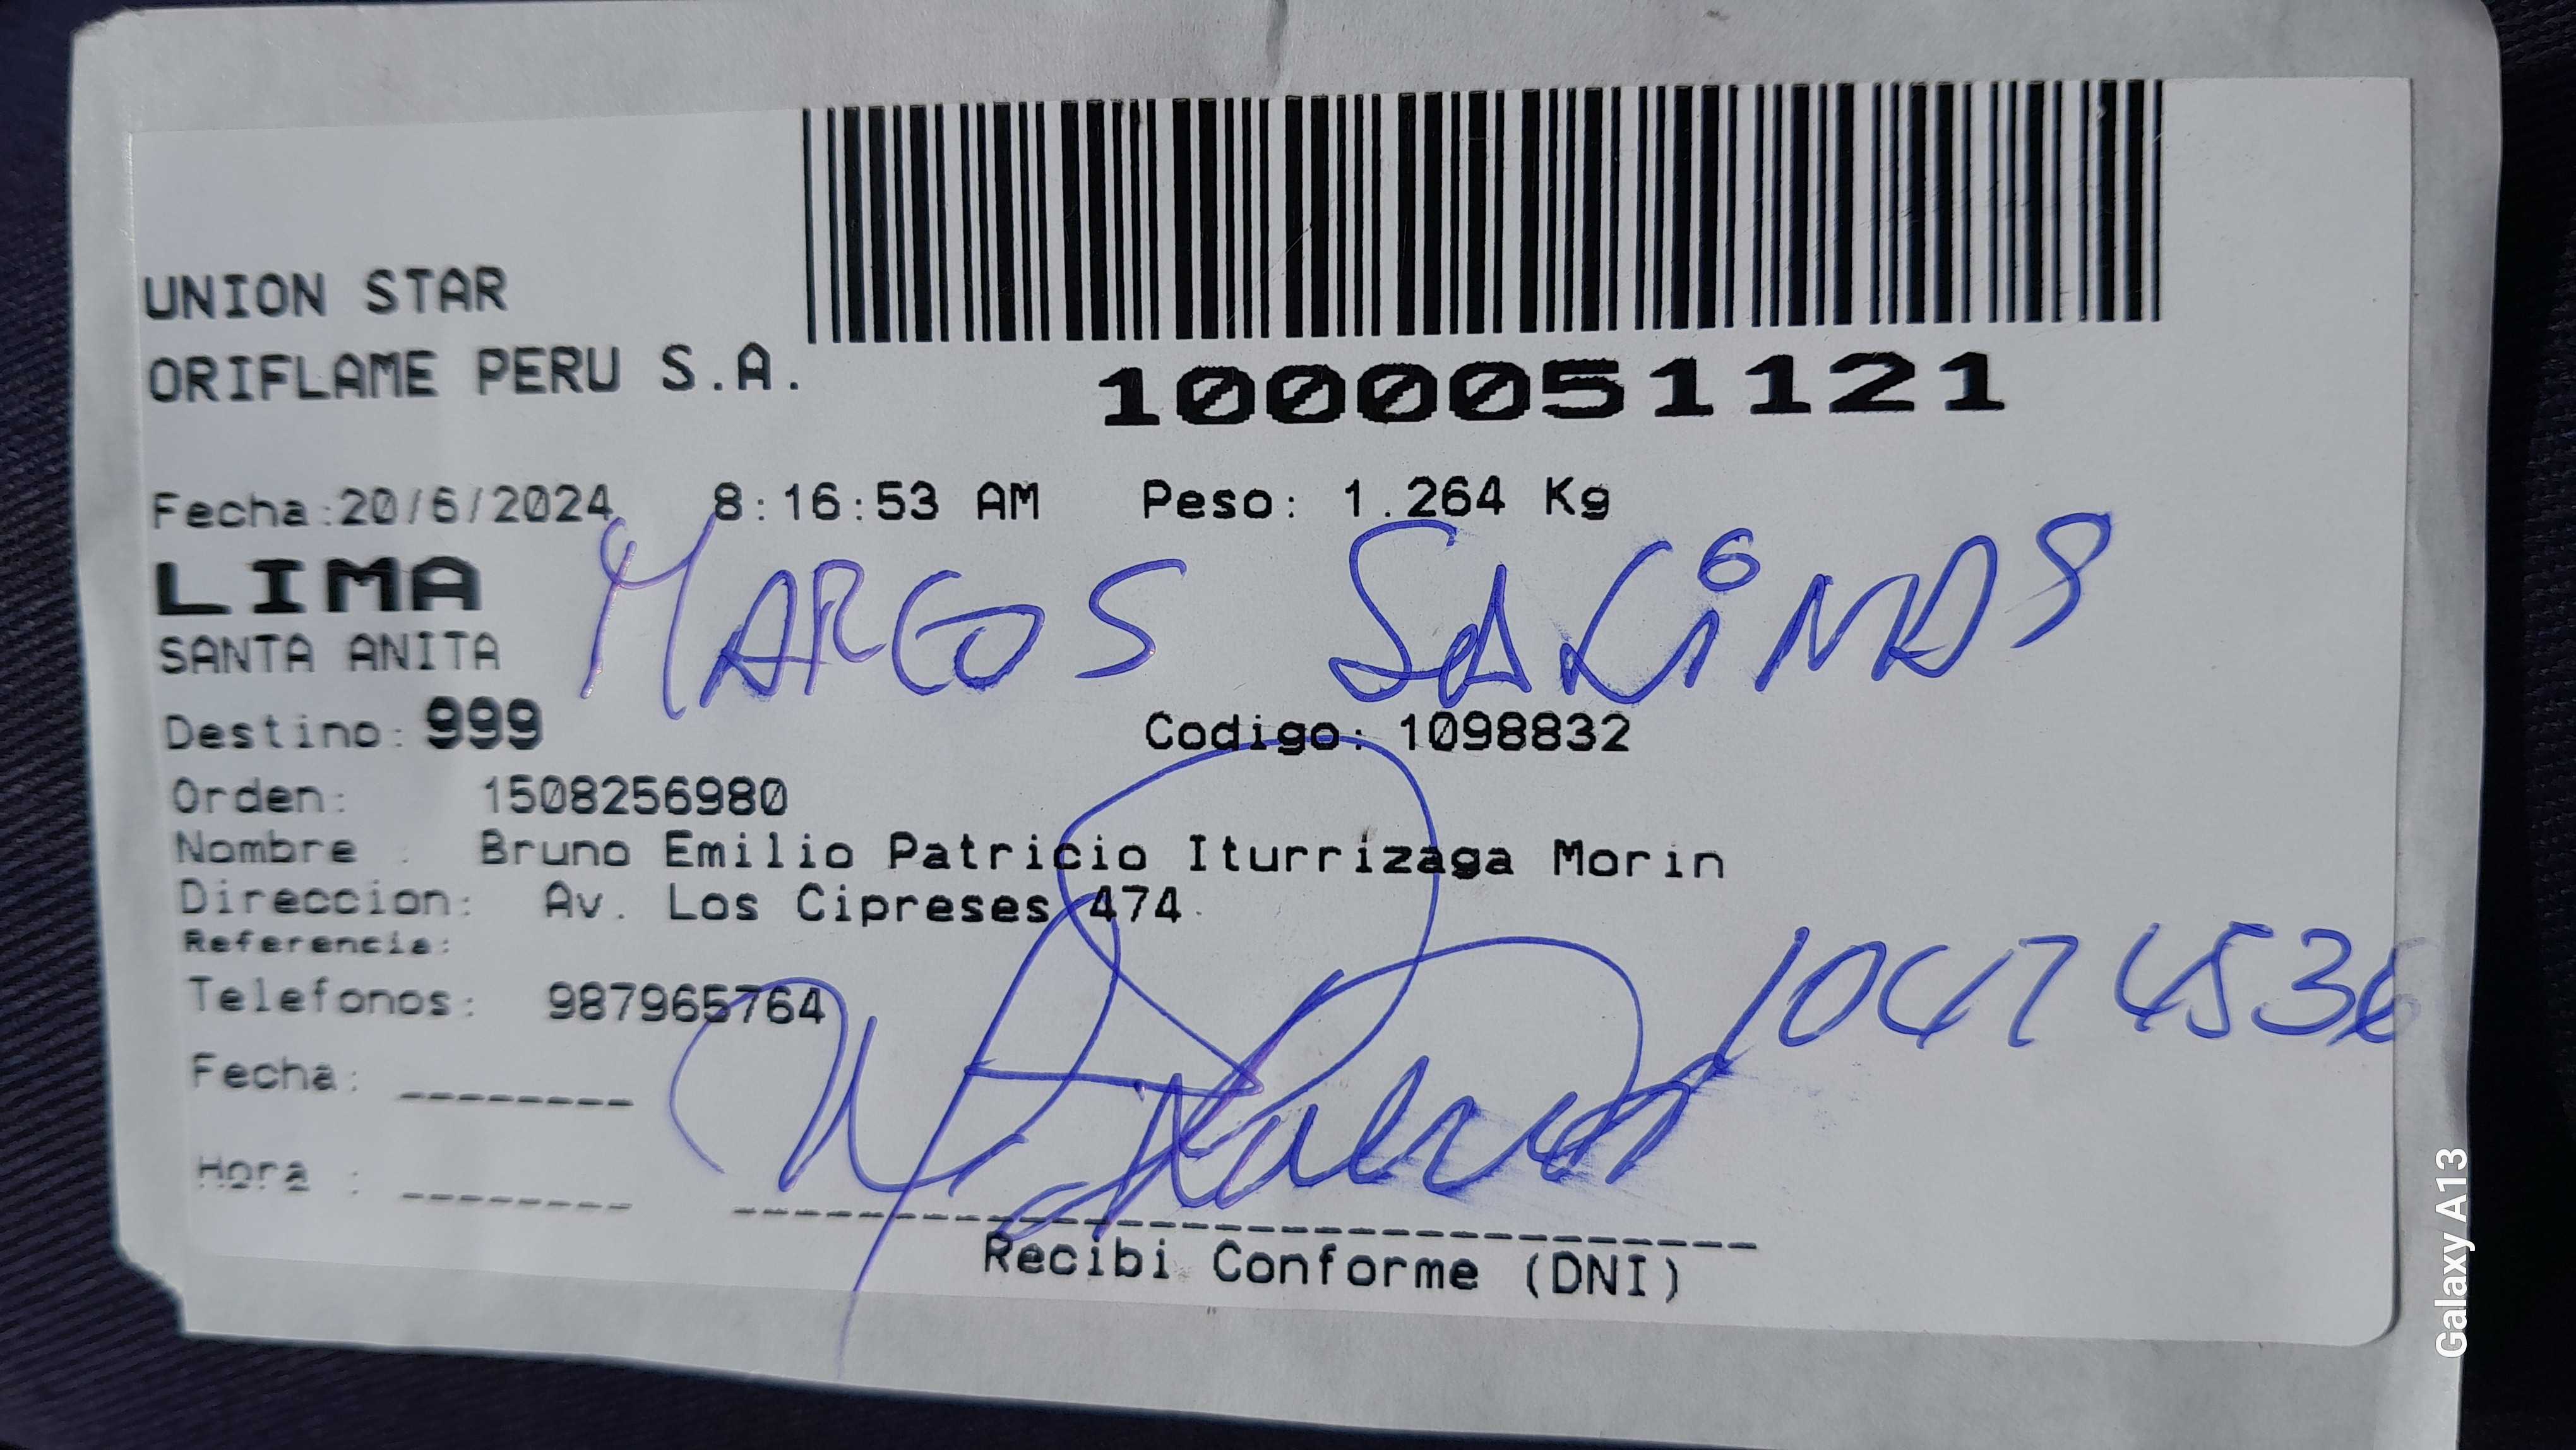 UNION STAR
ORIFLAME PERU S.A.
1000051121
Fecha:20/6/2024 8:16:53 AM Peso: 1.264 Kg
LIMA
MARCOS SALINAS
SANTA ANITA
Destino: 999 Codigo: 1098832
Orden: 1508256980
Nombre : Bruno Emilio Patricio Iturrizaga Morin
Direccion: Av. Los Cipreses 474
Referencia:
10474536
Telefonos: 987965764
Fecha: --------
Hora : --------
Recibi Conforme (DNI)
Galaxy A13